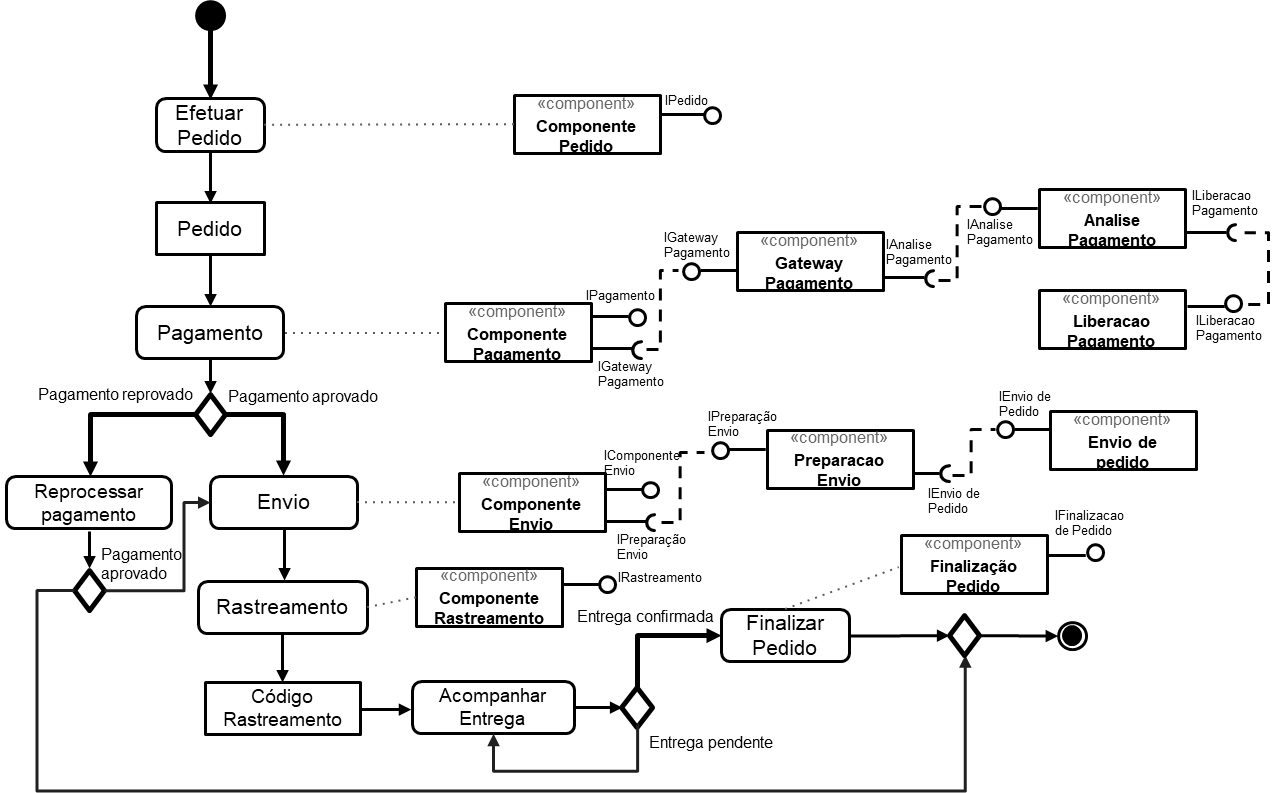 Efetuar
Pedido
«component»
Componente
Pedido
IPedido
Pedido
«component»
Analise
Pagamento
IAnalise
Pagamento
ILiberacao
Pagamento
«component»
Gateway
Pagamento
IGateway
Pagamento
IAnalise
Pagamento
«component»
Liberacao
Pagamento
ILiberacao
Pagamento
Pagamento
«component»
Componente
Pagamento
IPagamento
IGateway
Pagamento
Pagamento reprovado
Pagamento aprovado
IPreparação
Envio
«component»
Preparacao
Envio
IEnvio de
Pedido
IEnvio de
Pedido
«component»
Envio de
pedido
Reprocessar
pagamento
Envio
«component»
Componente
Envio
IComponente
Envio
IPreparação
Envio
Pagamento
aprovado
«component»
Finalização
Pedido
IFinalizacao
de Pedido
Rastreamento
«component»
Componente
Rastreamento
IRastreamento
Entrega confirmada
Finalizar
Pedido
Código
Rastreamento
Acompanhar
Entrega
Entrega pendente